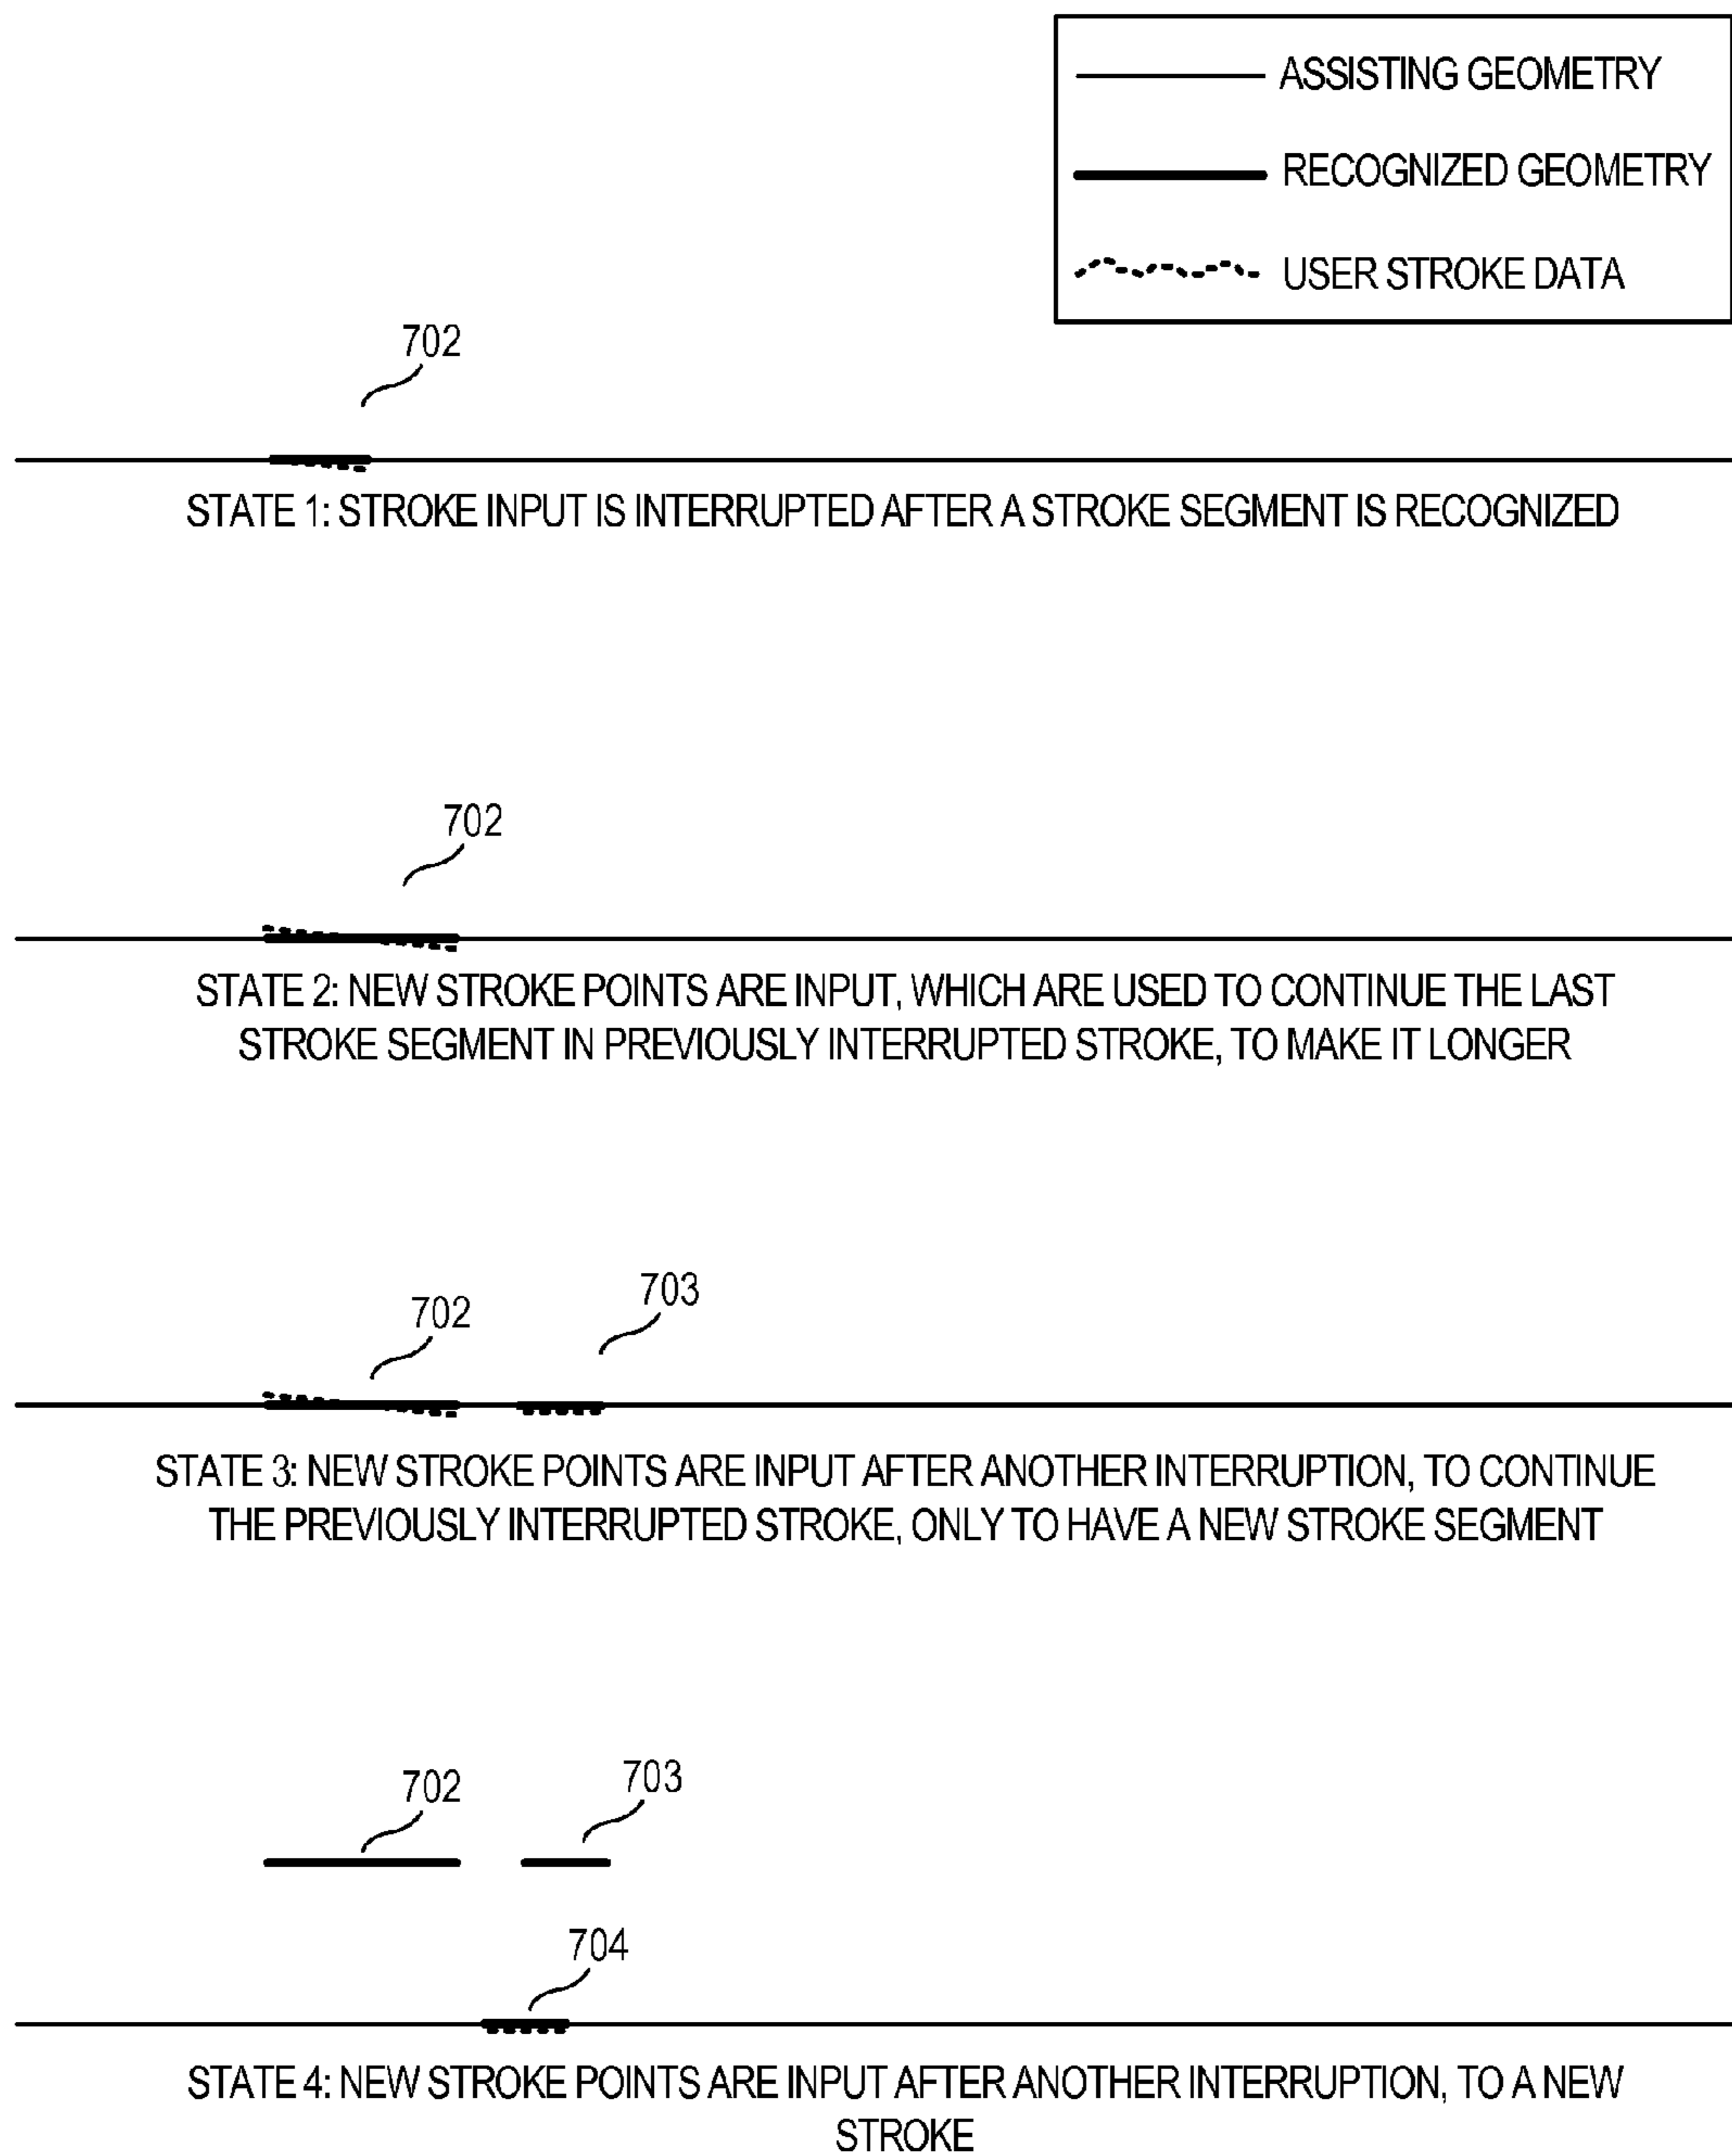 ASSISTING GEOMETRY
RECOGNIZED GEOMETRY
USER STROKE DATA
702
STATE 1: STROKE INPUT IS INTERRUPTED AFTER A STROKE SEGMENT IS RECOGNIZED
702
STATE 2: NEW STROKE POINTS ARE INPUT, WHICH ARE USED TO CONTINUE THE LAST
STROKE SEGMENT IN PREVIOUSLY INTERRUPTED STROKE, TO MAKE IT LONGER
702
703
STATE 3: NEW STROKE POINTS ARE INPUT AFTER ANOTHER INTERRUPTION, TO CONTINUE
THE PREVIOUSLY INTERRUPTED STROKE, ONLY TO HAVE A NEW STROKE SEGMENT
702
703
704
STATE 4: NEW STROKE POINTS ARE INPUT AFTER ANOTHER INTERRUPTION, TO A NEW
STROKE